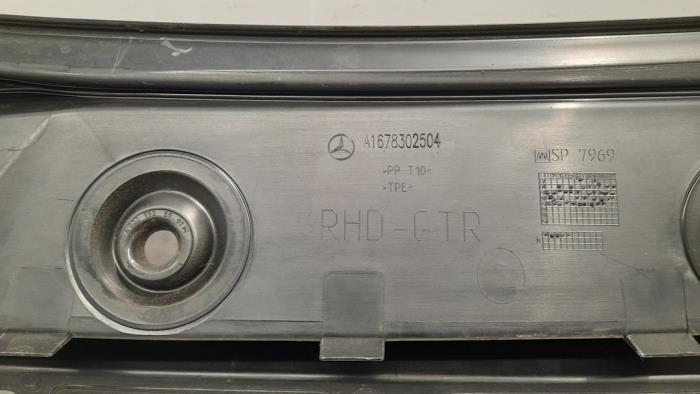 A1678302504
>PP T10<
>TPE<
RHD-CTR
SP 7969